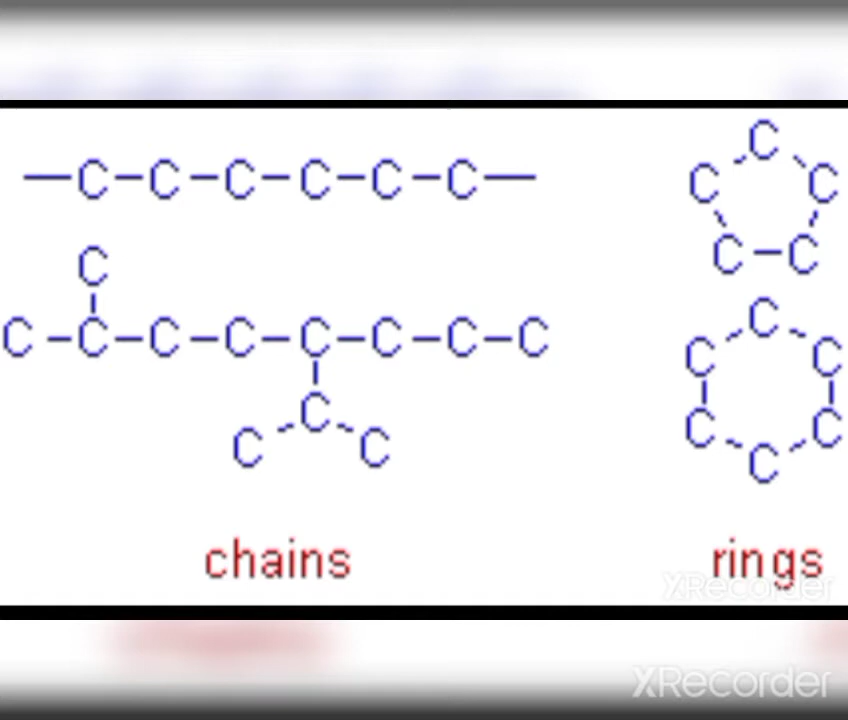 —C—C—C—C—C—C—
C
C—C—C—C—C—C—C—C
C
C C
chains
C
C C
C—C
C
C C
C C
C
rings
XRecorder
XRecorder